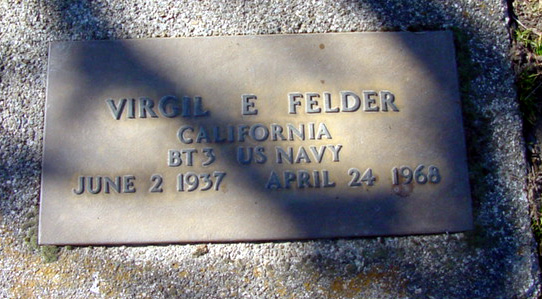 VIRGIL E FELDER
CALIFORNIA
BT3 US NAVY
JUNE 2 1937 APRIL 24 1968